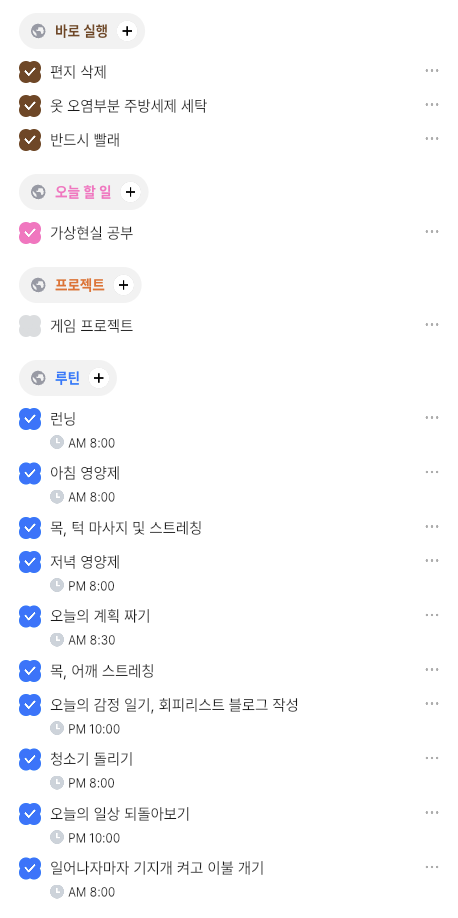 바로 실행 +
편지 삭제
옷 오염부분 주방세제 세탁
반드시 빨래
오늘 할 일 +
가상현실 공부
프로젝트 +
게임 프로젝트
루틴 +
런닝
AM 8:00
아침 영양제
AM 8:00
목, 턱 마사지 및 스트레칭
저녁 영양제
PM 8:00
오늘의 계획 짜기
AM 8:30
목, 어깨 스트레칭
오늘의 감정 일기, 회피리스트 블로그 작성
PM 10:00
청소기 돌리기
PM 8:00
오늘의 일상 되돌아보기
PM 10:00
일어나자마자 기지개 켜고 이불 개기
AM 8:00